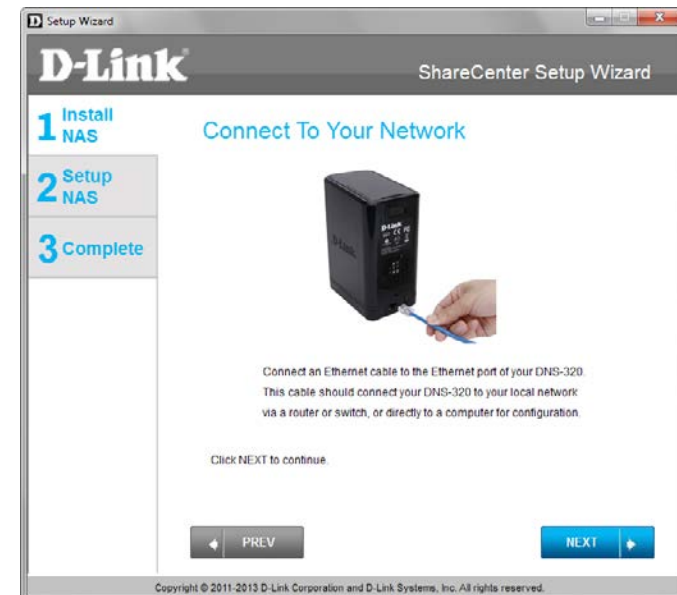 Setup Wizard
D-Link
ShareCenter Setup Wizard
1 Install
NAS
2 Setup
NAS
3 Complete
Connect To Your Network
D-Link
Connect an Ethernet cable to the Ethernet port of your DNS-320.
This cable should connect your DNS-320 to your local network
via a router or switch, or directly to a computer for configuration.
Click NEXT to continue.
PREV
NEXT
Copyright © 2011-2013 D-Link Corporation and D-Link Systems, Inc. All rights reserved.